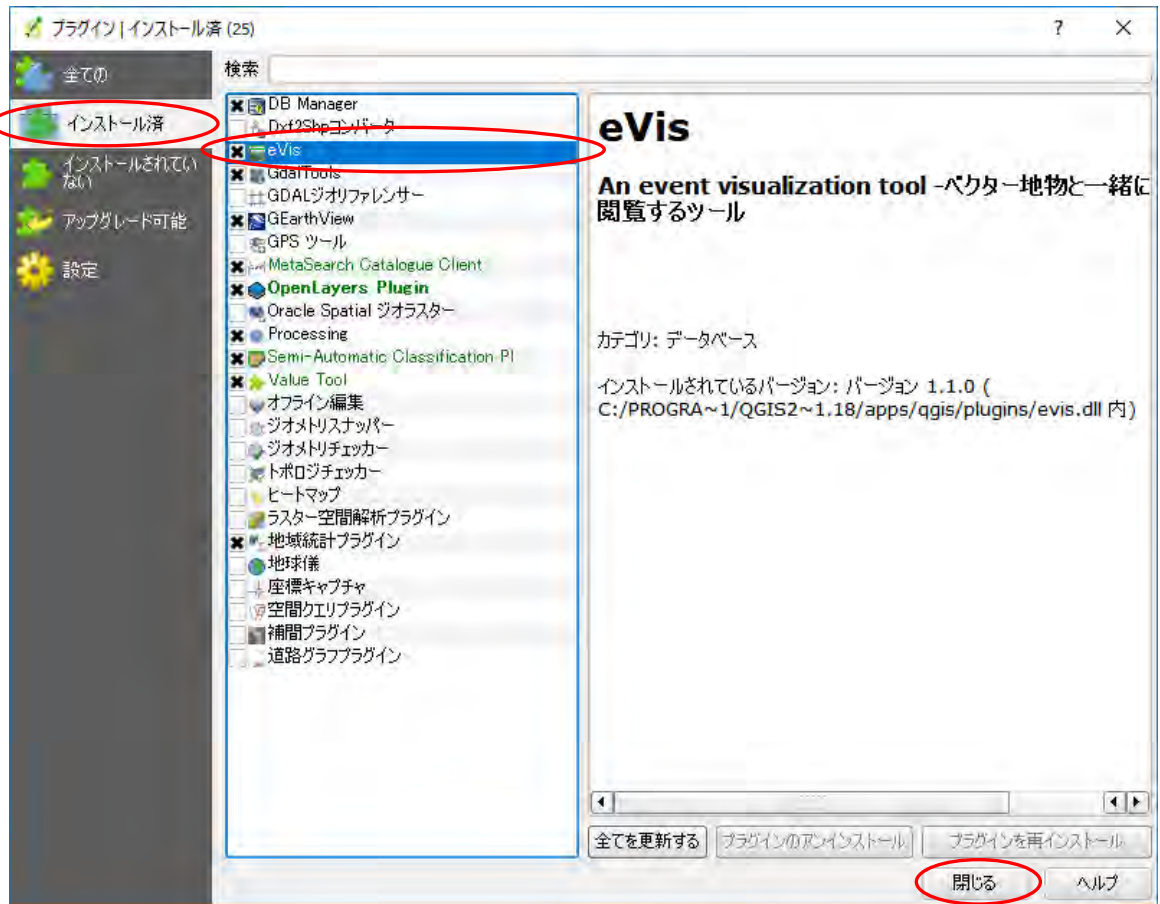 プラグイン | インストール済 (25)
? ×
全ての
インストール済
インストールされてい
ない
アップグレード可能
設定
検索
DB Manager
Dxf2Shpコンバータ
eVis
GdalTools
GDALジオリファレンサー
GEarthView
GPS ツール
MetaSearch Catalogue Client
OpenLayers Plugin
Oracle Spatial ジオラスター
Processing
Semi-Automatic Classification Pl
Value Tool
オフライン編集
ジオメトリスナッパー
ジオメトリチェッカー
トポロジチェッカー
ヒートマップ
ラスター空間解析プラグイン
地域統計プラグイン
地球儀
座標キャプチャ
空間クエリプラグイン
補間プラグイン
道路グラフプラグイン
eVis
An event visualization tool -ベクター地物と一緒に
閲覧するツール
カテゴリ: データベース
インストールされているバージョン: バージョン 1.1.0 (
C:/PROGRA~1/QGIS2~1.18/apps/qgis/plugins/evis.dll 内)
全てを更新する プラグインのアンインストール プラグインを再インストール
閉じる ヘルプ